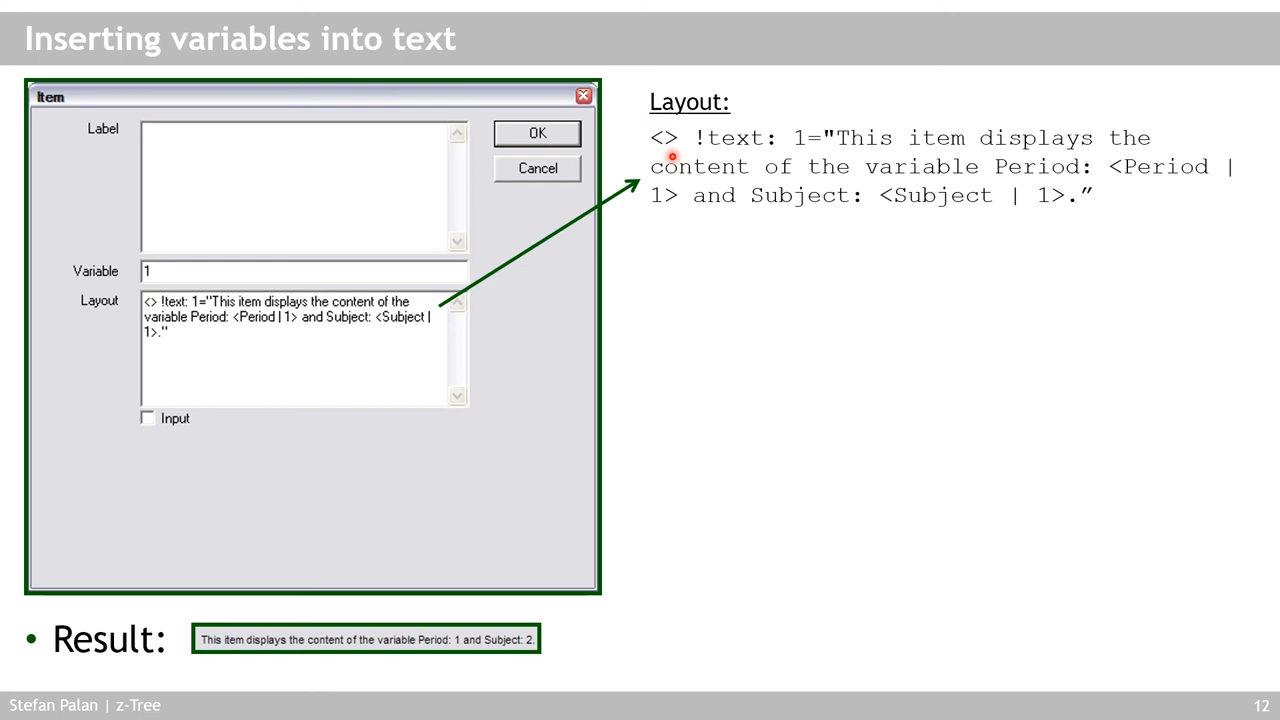 Inserting variables into text
Item
Label
OK
Cancel
Variable
1
Layout
<> !text: 1="This item displays the content of the
variable Period: <Period | 1> and Subject: <Subject |
1>."
Input
Layout:
<> !text: 1="This item displays the
content of the variable Period: <Period |
1> and Subject: <Subject | 1>.”
• Result:
This item displays the content of the variable Period: 1 and Subject: 2.
Stefan Palan | z-Tree
12